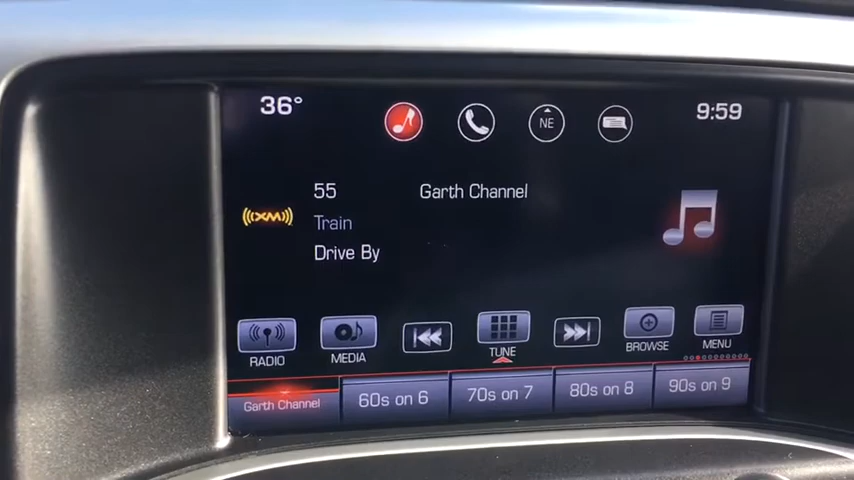 36°
NE
9:59
55 Garth Channel
((XM))
Train
Drive By
RADIO MEDIA TUNE BROWSE MENU
Garth Channel 60s on 6 70s on 7 80s on 8 90s on 9